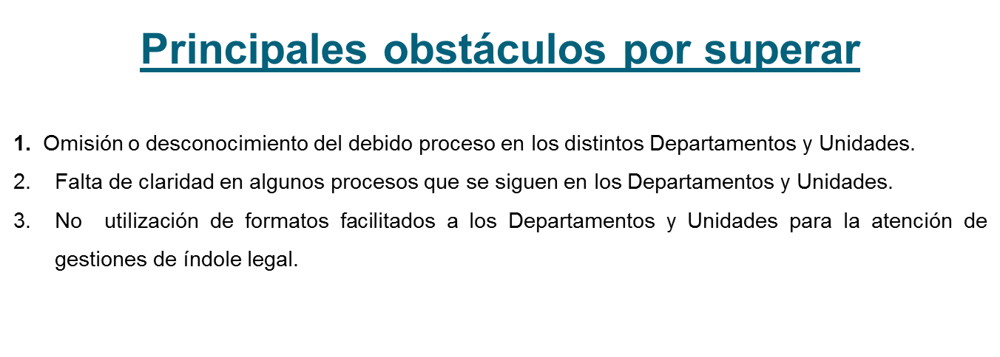 Principales obstáculos por superar
1. Omisión o desconocimiento del debido proceso en los distintos Departamentos y Unidades.
2. Falta de claridad en algunos procesos que se siguen en los Departamentos y Unidades.
3. No utilización de formatos facilitados a los Departamentos y Unidades para la atención de
gestiones de índole legal.